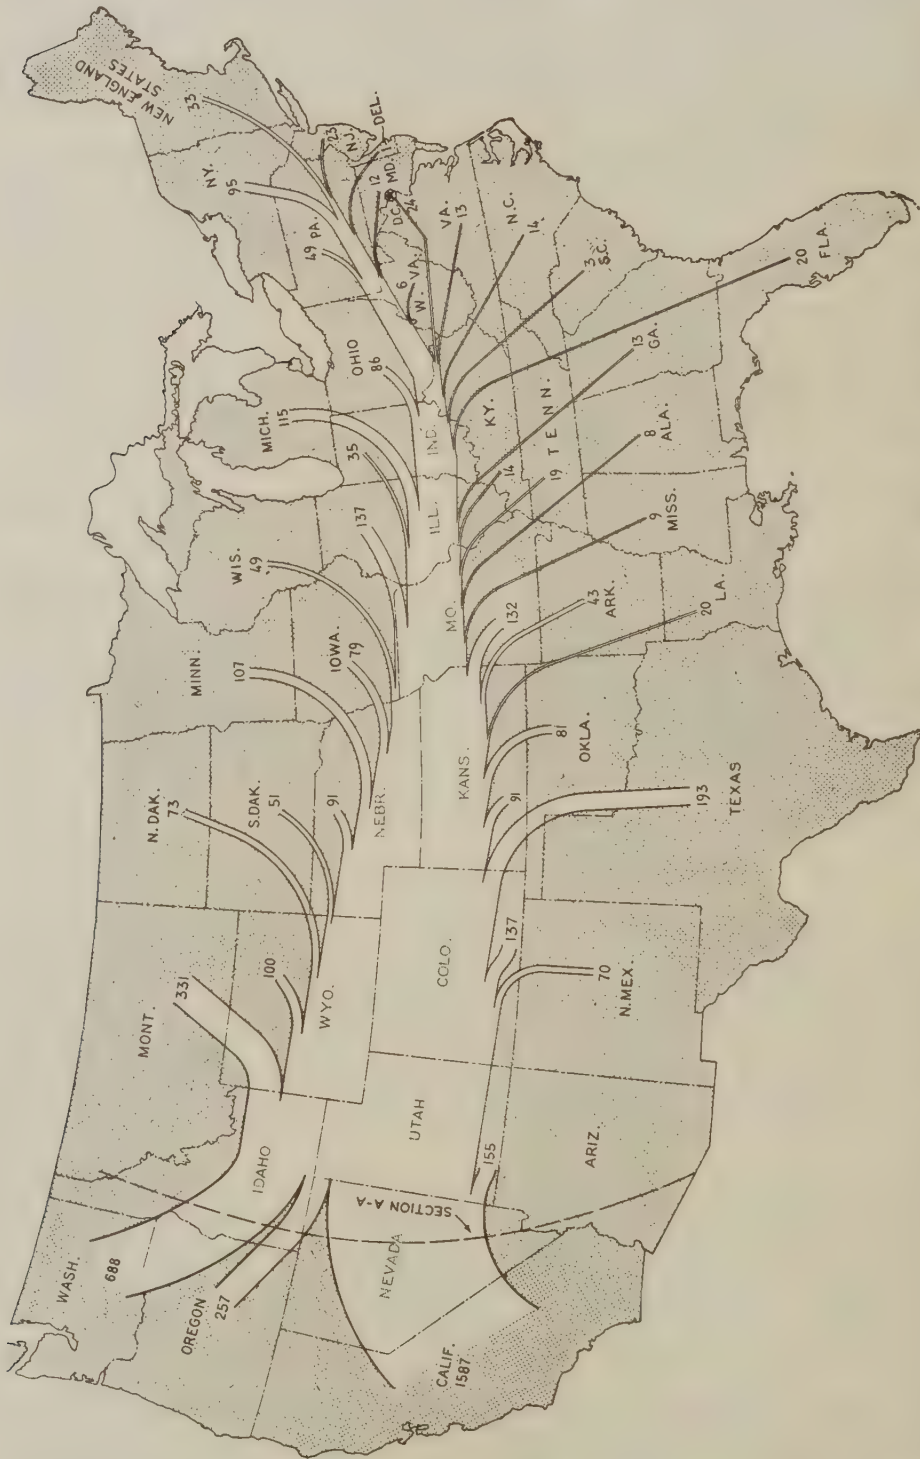 WASH.
688
OREGON
257
CALIF.
1587
NEVADA
SECTION A-A
IDAHO
MONT.
331
100
WYO.
UTAH
155
ARIZ.
COLO.
137
70
N.MEX.
N. DAK.
73
S.DAK.
51
91
NEBR.
KANS
91
81
OKLA.
193
TEXAS
MINN.
107
IOWA.
79
WIS.
49
137
MO.
132
43
ARK.
20
LA.
35
ILL.
MICH.
115
IND.
OHIO
86
KY.
14
TENN.
19
9
MISS.
8
ALA.
13
GA.
20
FLA.
3
S.C.
14.
N.C.
VA.
13
W. VA.
6
D.C.
24
12
MD.
11
DEL.
N.J.
23
49 PA.
N.Y.
95
33
NEW ENGLAND
STATES